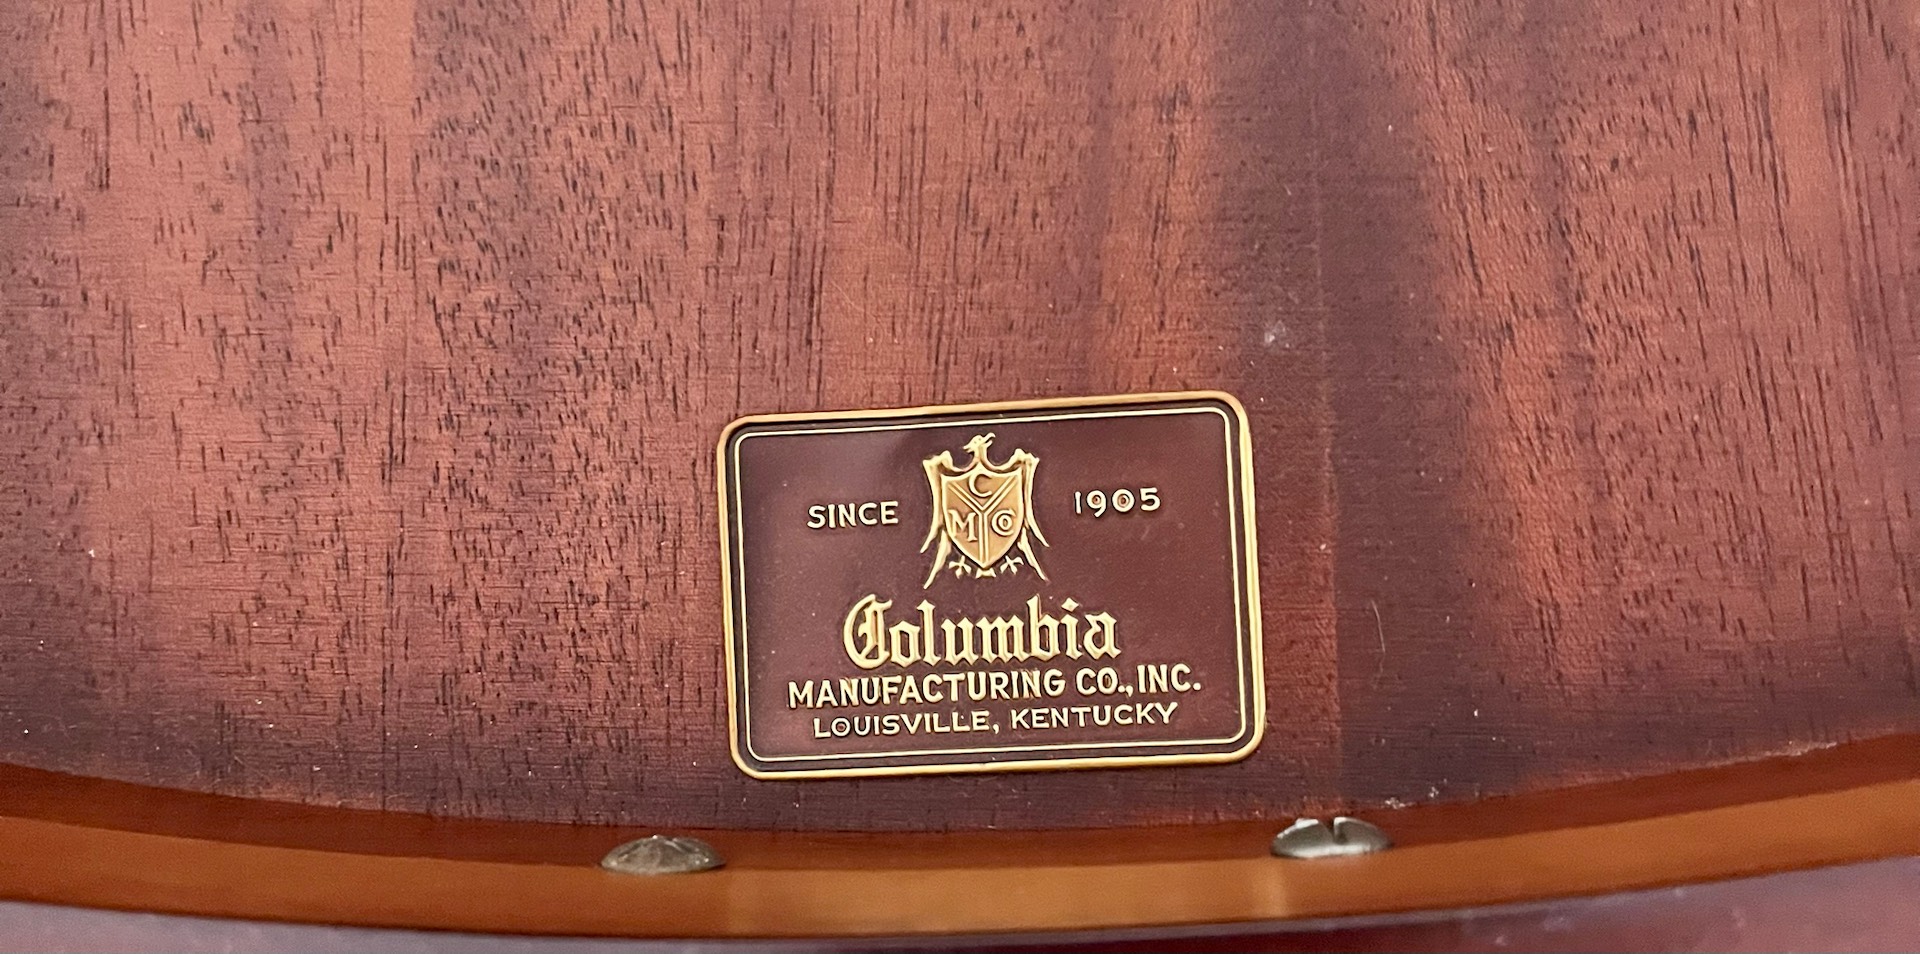 SINCE 1905
C
M Co
Columbia
MANUFACTURING CO., INC.
LOUISVILLE, KENTUCKY